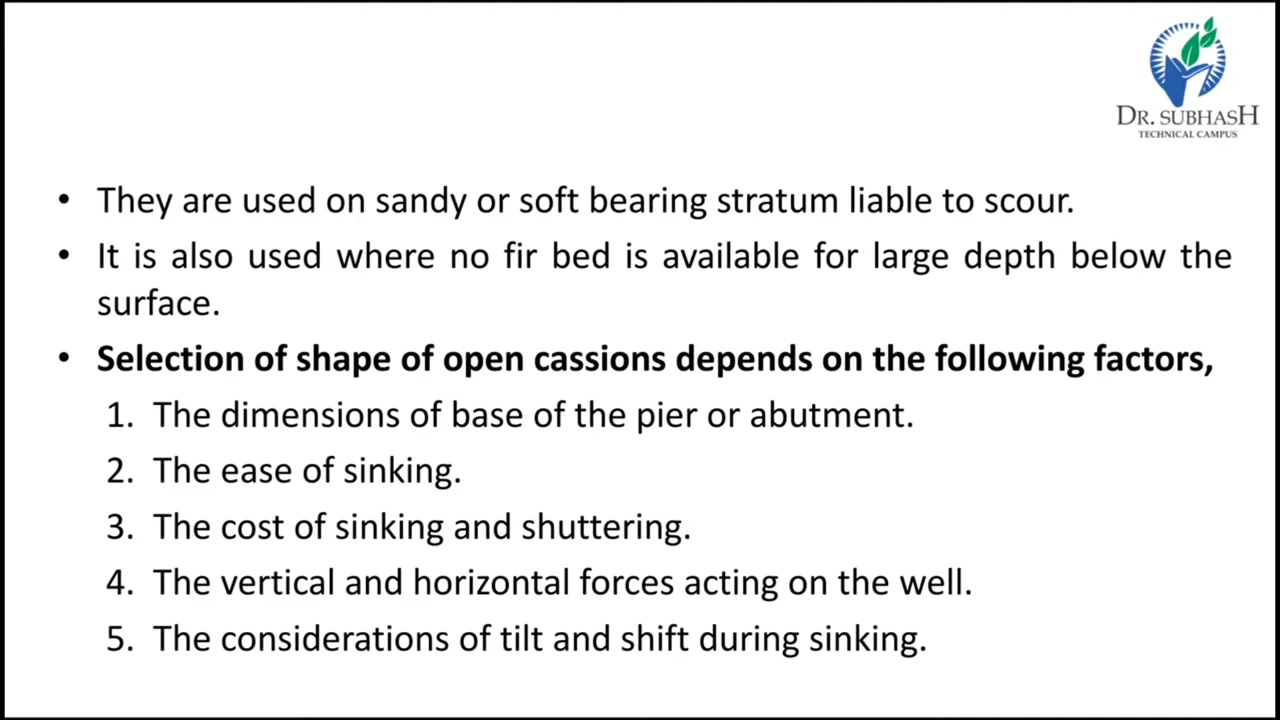 DR. SUBHASH
TECHNICAL CAMPUS
• They are used on sandy or soft bearing stratum liable to scour.
• It is also used where no fir bed is available for large depth below the
surface.
• Selection of shape of open cassions depends on the following factors,
1. The dimensions of base of the pier or abutment.
2. The ease of sinking.
3. The cost of sinking and shuttering.
4. The vertical and horizontal forces acting on the well.
5. The considerations of tilt and shift during sinking.